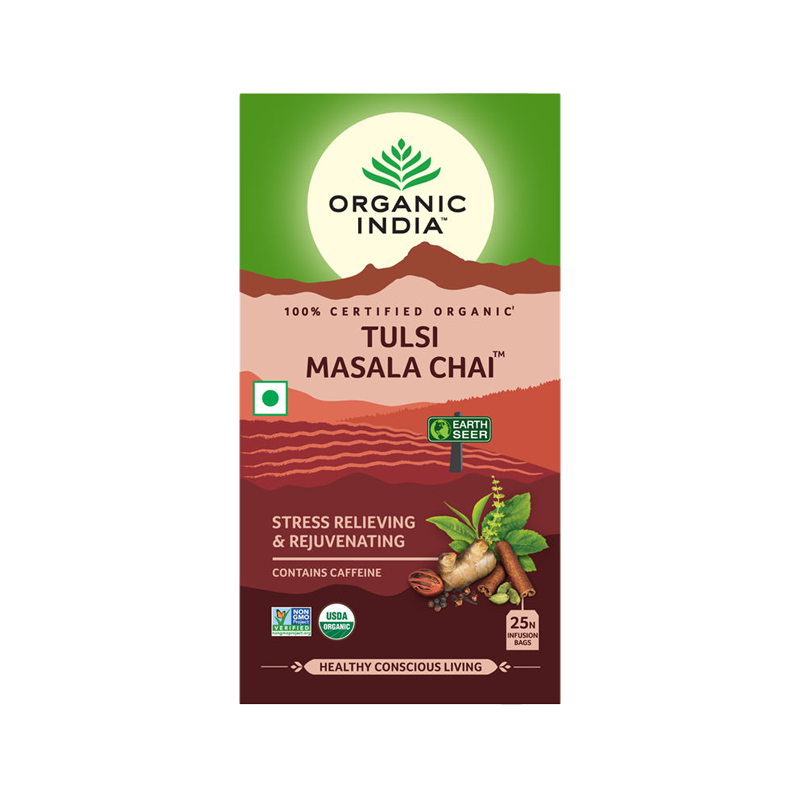 ORGANIC
INDIA™
100% CERTIFIED ORGANIC¹
TULSI
MASALA CHAI™
EARTH
SEER
STRESS RELIEVING
& REJUVENATING
CONTAINS CAFFEINE
NON
GMO
Project
VERIFIED
nongmoproject.org
USDA
ORGANIC
25N
INFUSION
BAGS
HEALTHY CONSCIOUS LIVING